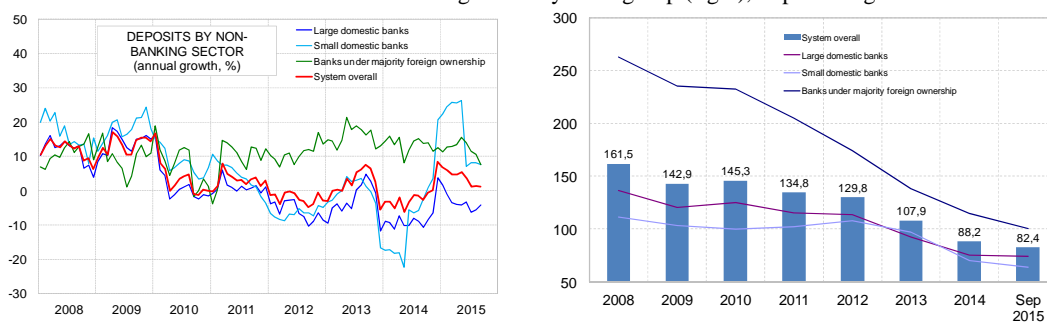 DEPOSITS BY NON-
BANKING SECTOR
(annual growth, %)
Large domestic banks
Small domestic banks
Banks under majority foreign ownership
System overall
50
40
30
20
10
0
-10
-20
-30
2008 2009 2010 2011 2012 2013 2014 2015
300
250
200
150
100
50
System overall
Large domestic banks
Small domestic banks
Banks under majority foreign ownership
161,5
142,9
145,3
134,8
129,8
107,9
88,2
82,4
2008 2009 2010 2011 2012 2013 2014 Sep
2015